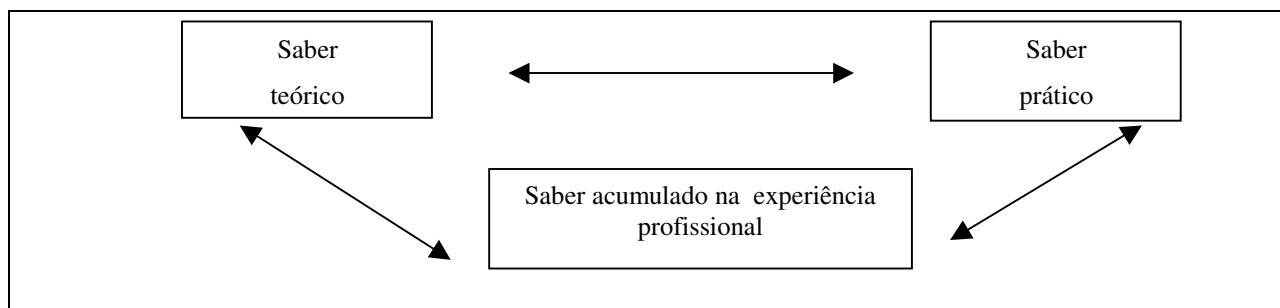 Saber
teórico
Saber
prático
Saber acumulado na experiência
profissional